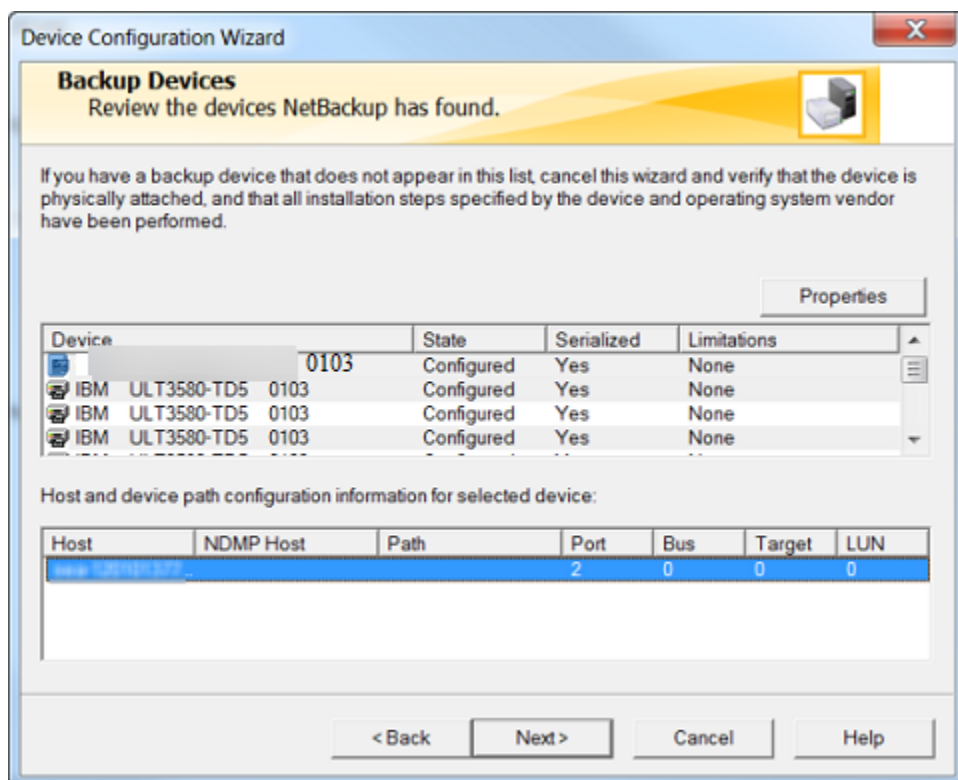 Device Configuration Wizard
Backup Devices
Review the devices NetBackup has found.
If you have a backup device that does not appear in this list, cancel this wizard and verify that the device is
physically attached, and that all installation steps specified by the device and operating system vendor
have been performed.
Properties
Device State Serialized Limitations
0103 Configured Yes None
IBM ULT3580-TD5 0103 Configured Yes None
IBM ULT3580-TD5 0103 Configured Yes None
IBM ULT3580-TD5 0103 Configured Yes None
Host and device path configuration information for selected device:
Host NDMP Host Path Port Bus Target LUN
2 0 0 0
< Back Next > Cancel Help